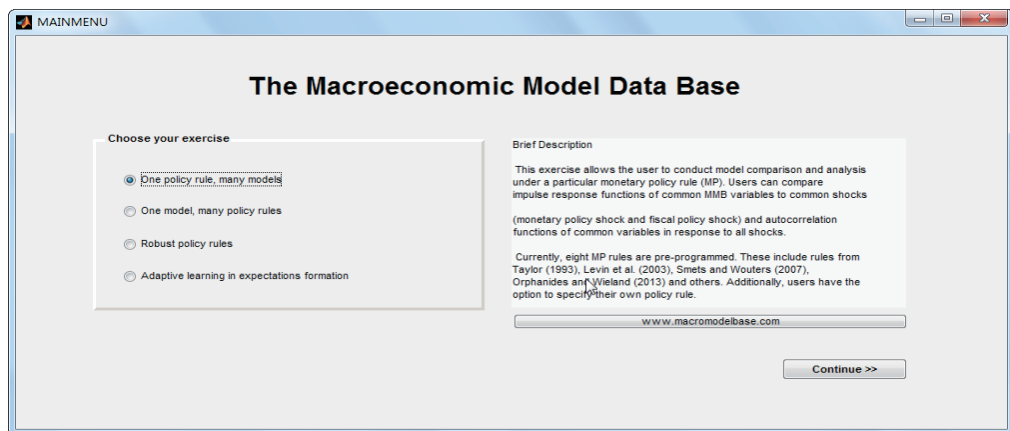 MAINMENU
The Macroeconomic Model Data Base
Choose your exercise
One policy rule, many models
One model, many policy rules
Robust policy rules
Adaptive learning in expectations formation
Brief Description
This exercise allows the user to conduct model comparison and analysis
under a particular monetary policy rule (MP). Users can compare
impulse response functions of common MMB variables to common shocks
(monetary policy shock and fiscal policy shock) and autocorrelation
functions of common variables in response to all shocks.
Currently, eight MP rules are pre-programmed. These include rules from
Taylor (1993), Levin et al. (2003), Smets and Wouters (2007),
Orphanides and Wieland (2013) and others. Additionally, users have the
option to specify their own policy rule.
www.macromodelbase.com
Continue >>